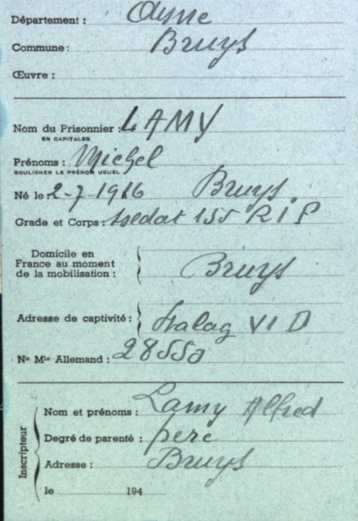 Département : Aisne
Commune : Bruys
Œuvre :
Nom du Prisonnier : LAMY
EN CAPITALES
Prénoms : Michel
SOULIGNER LE PRÉNOM USUEL
Né le 2-7-1916 Bruys
Grade et Corps : soldat 155 R I F
Domicile en
France au moment
de la mobilisation : Bruys
Adresse de captivité : Stalag VI D
Nº Mle Allemand : 28550
Inscripteur
Nom et prénoms : Lamy Alfred
Degré de parenté : père
Adresse : Bruys
le 194